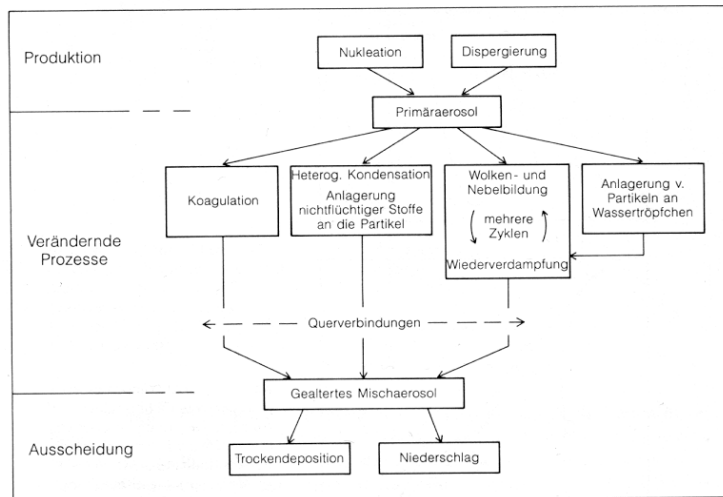 Produktion
Nukleation
Dispergierung
Primäraerosol
Verändernde
Prozesse
Koagulation
Heterog. Kondensation
Anlagerung
nichtflüchtiger Stoffe
an die Partikel
Wolken- und
Nebelbildung
mehrere
Zyklen
Wiederverdampfung
Anlagerung v.
Partikeln an
Wassertröpfchen
Querverbindungen
Gealtertes Mischaerosol
Ausscheidung
Trockendeposition
Niederschlag